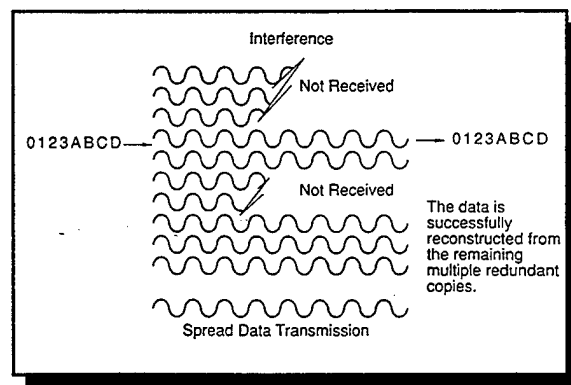 Interference
Not Received
0123ABCD
0123ABCD
Not Received
The data is
successfully
reconstructed from
the remaining
multiple redundant
copies.
Spread Data Transmission